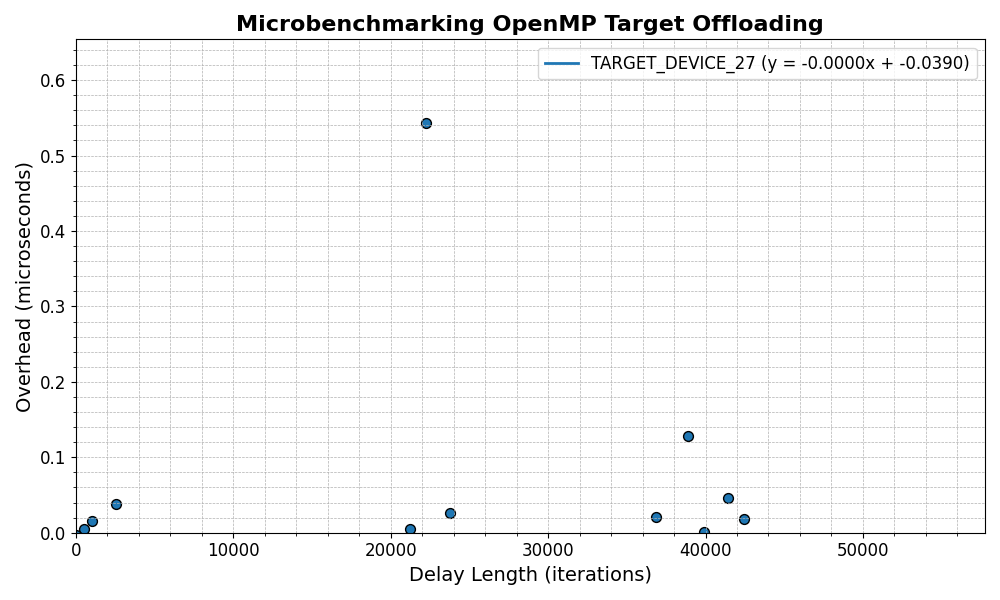 Microbenchmarking OpenMP Target Offloading
TARGET_DEVICE_27 (y = -0.0000x + -0.0390)
Overhead (microseconds)
0.6
0.5
0.4
0.3
0.2
0.1
0.0
0 10000 20000 30000 40000 50000
Delay Length (iterations)